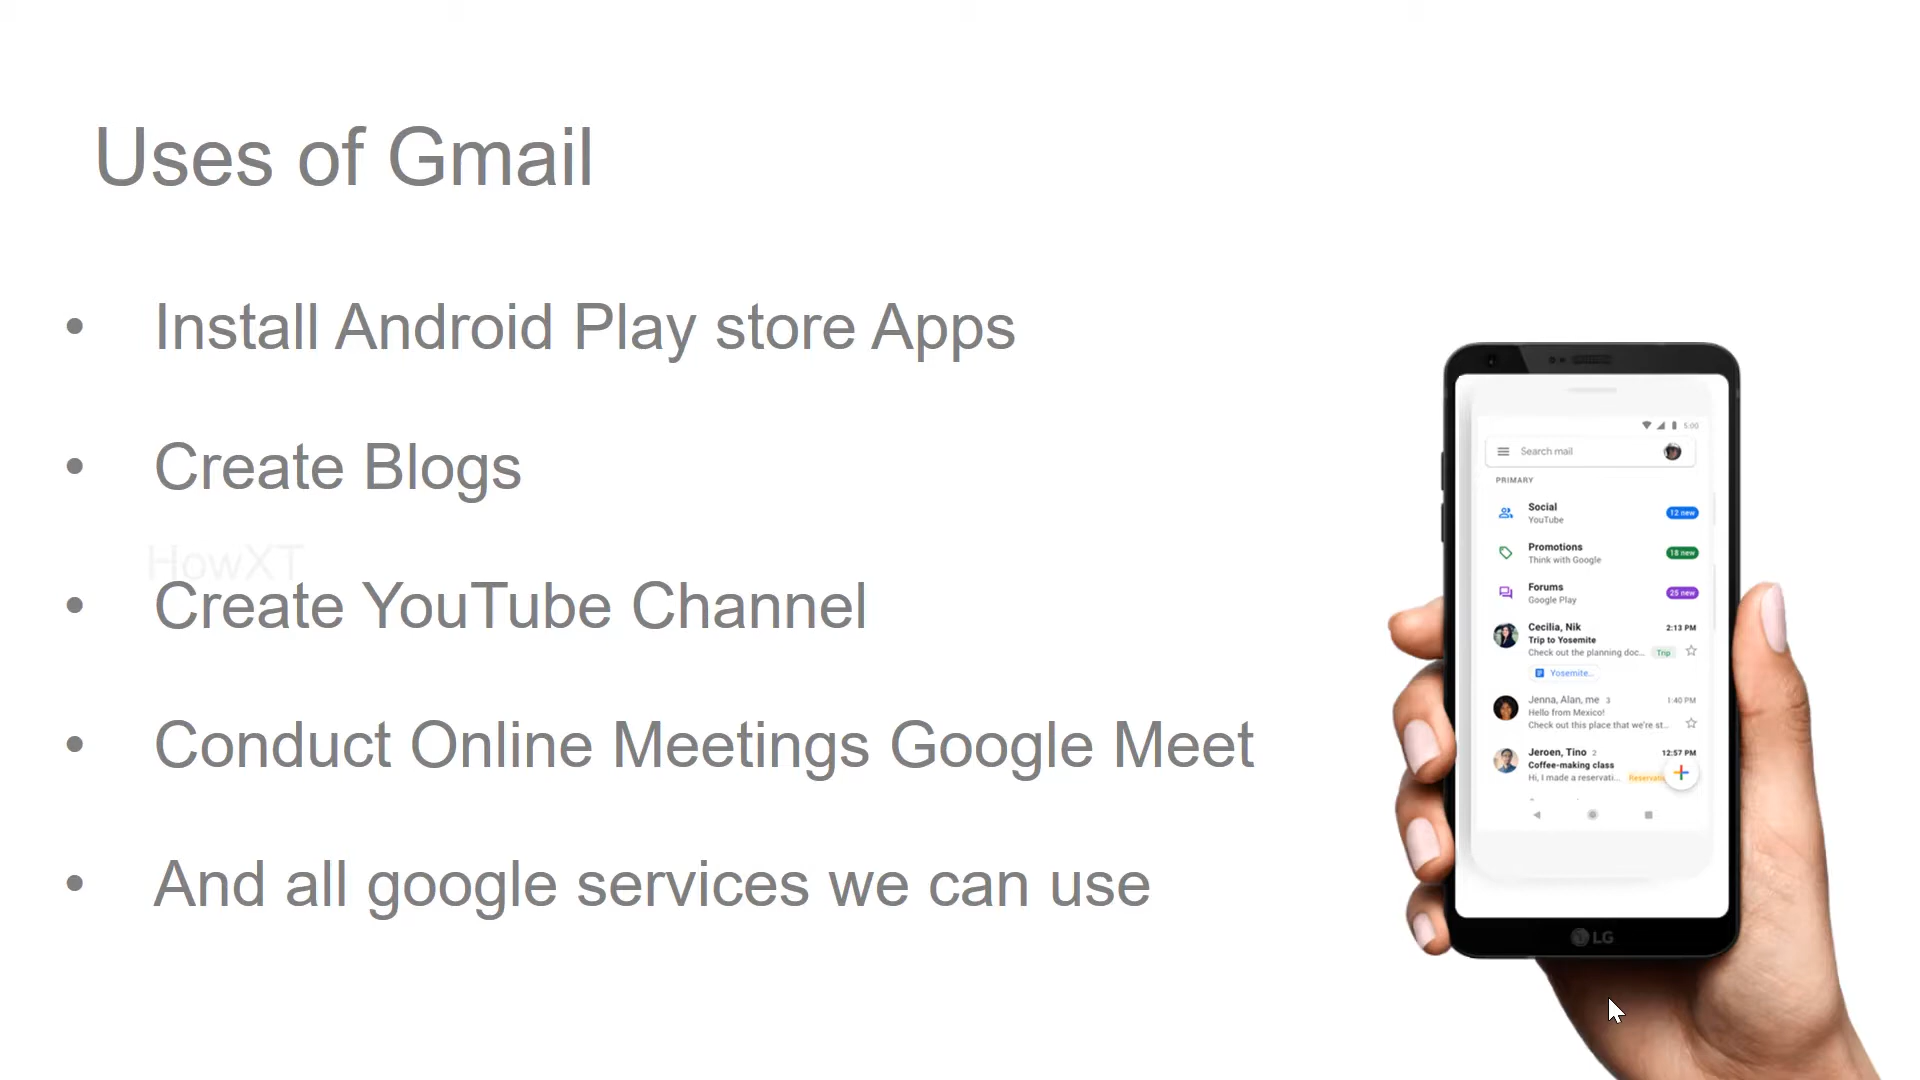 Uses of Gmail
• Install Android Play store Apps
• Create Blogs
HowXT
• Create YouTube Channel
• Conduct Online Meetings Google Meet
• And all google services we can use
5:00
Search mail
PRIMARY
Social
YouTube
12 new
Promotions
Think with Google
18 new
Forums
Google Play
25 new
Cecilia, Nik 2:13 PM
Trip to Yosemite
Check out the planning doc... Trip
Yosemite...
Jenna, Alan, me 3 1:40 PM
Hello from Mexico!
Check out this place that we're st...
Jeroen, Tino 2 12:57 PM
Coffee-making class
Hi, I made a reservati...
LG